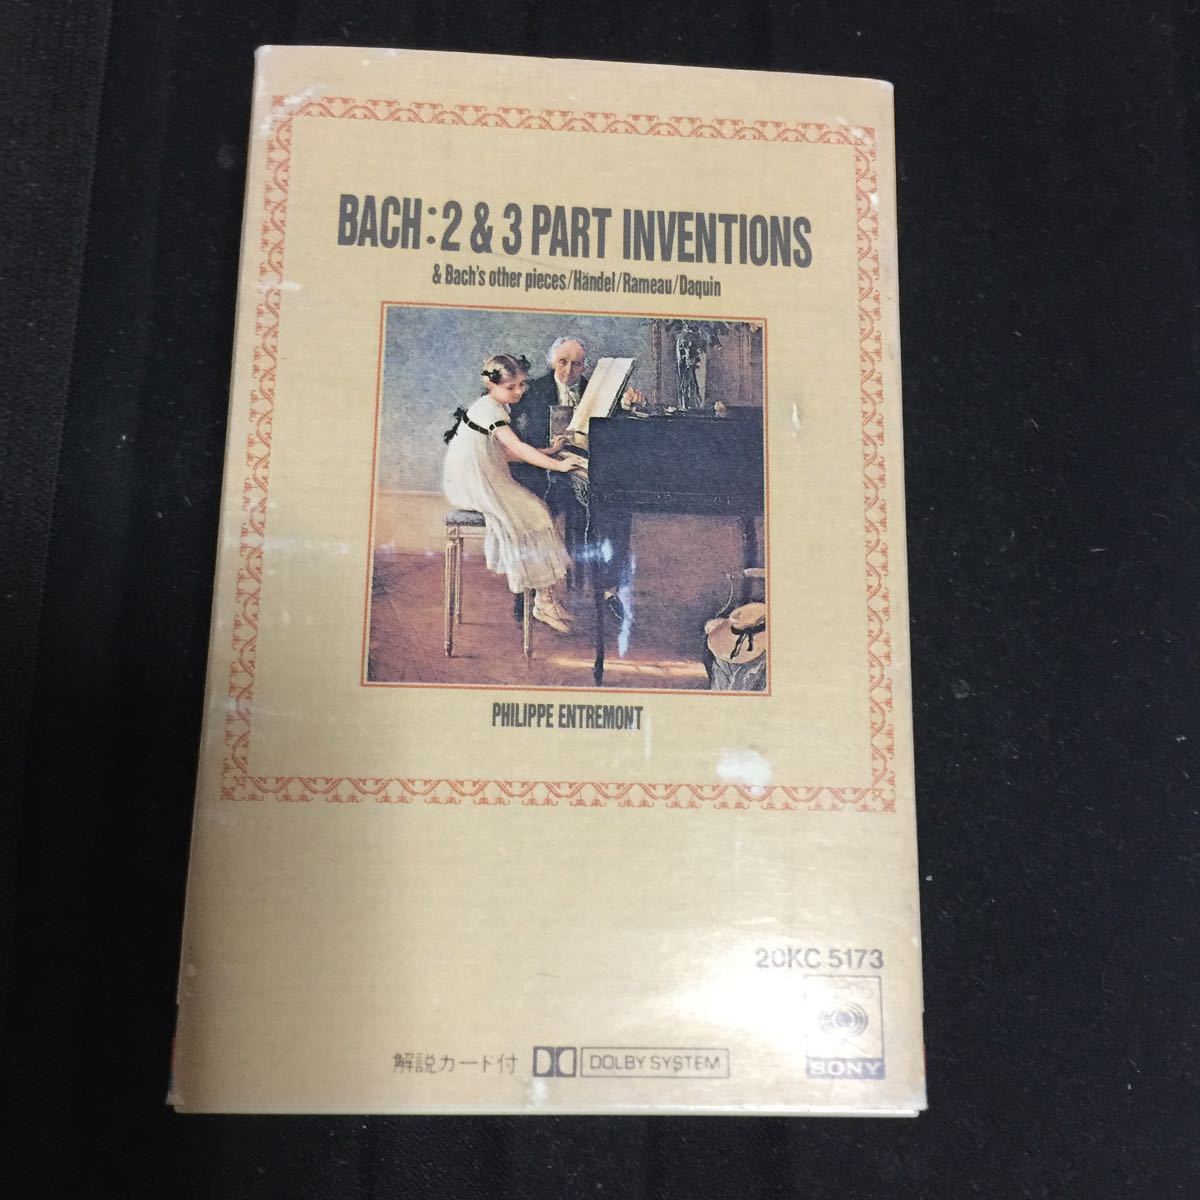 BACH:2 & 3 PART INVENTIONS
& Bach's other pieces/Händel/Rameau/Daquin
PHILIPPE ENTREMONT
20KC 5173
CBS
SONY
解説カード付 DOLBY SYSTEM